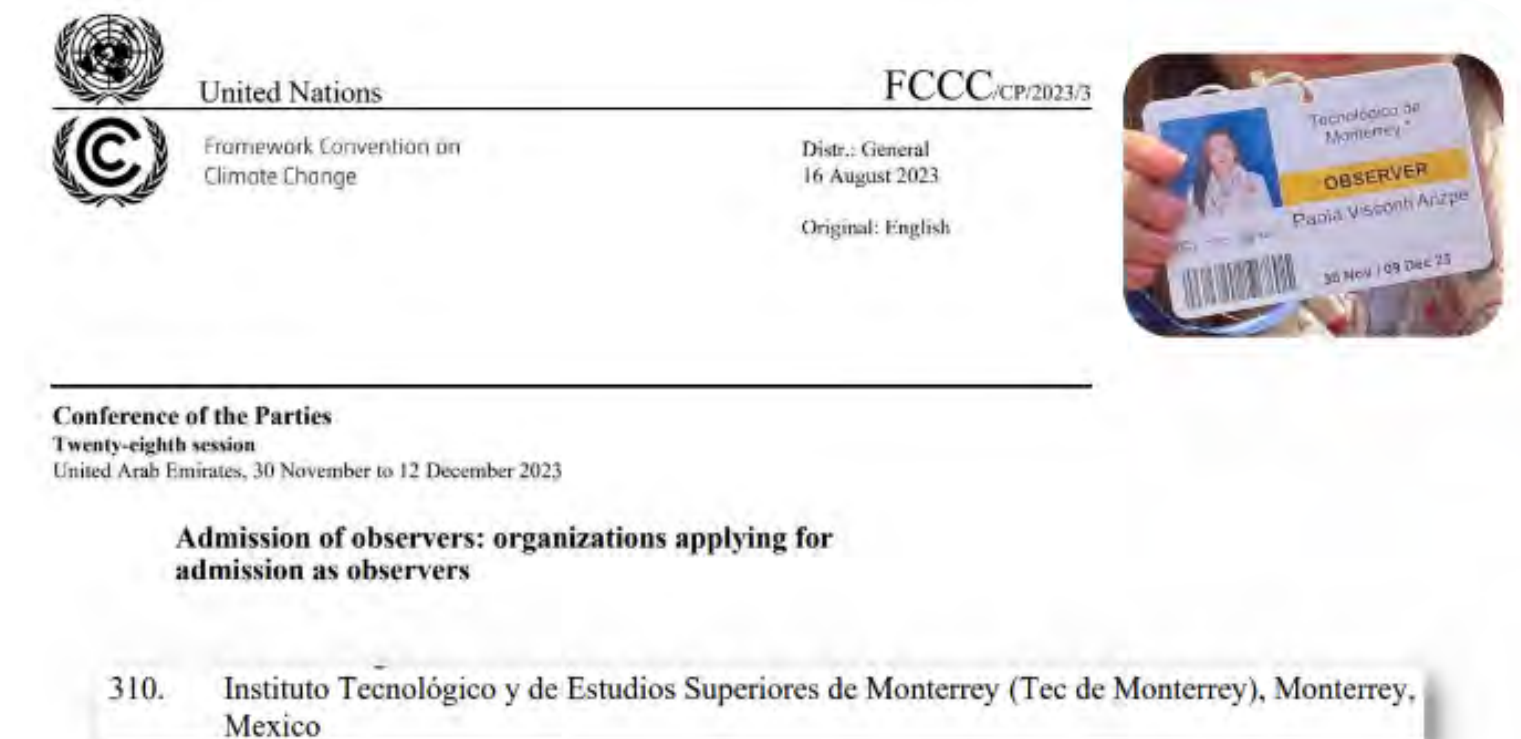 United Nations
FCCC/CP/2023/3
Framework Convention on
Climate Change
Distr.: General
16 August 2023
Original: English
Tecnológico de
Monterrey *
OBSERVER
Paola Visconti Arizpe
30 Nov / 09 Dec 23
Conference of the Parties
Twenty-eighth session
United Arab Emirates, 30 November to 12 December 2023
Admission of observers: organizations applying for
admission as observers
310. Instituto Tecnológico y de Estudios Superiores de Monterrey (Tec de Monterrey), Monterrey,
Mexico